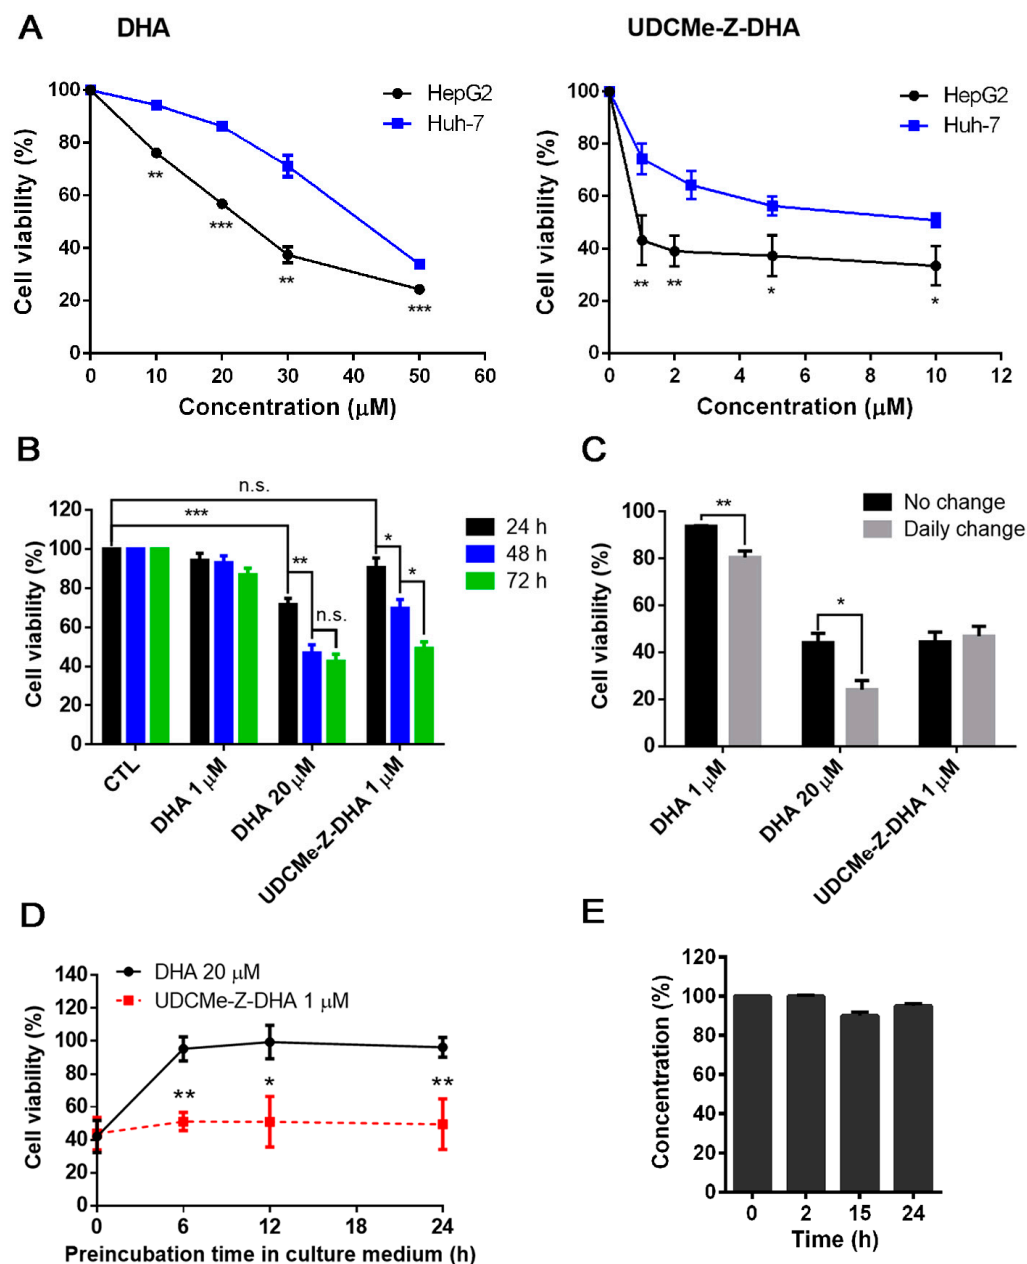 A
DHA
UDCMe-Z-DHA
HepG2
Huh-7
Cell viability (%)
100
80
60
40
20
0
**
***
**
***
0 10 20 30 40 50 60
Concentration (µM)
HepG2
Huh-7
Cell viability (%)
100
80
60
40
20
0
**
**
*
*
0 2 4 6 8 10 12
Concentration (µM)
B
n.s.
***
**
n.s.
*
*
24 h
48 h
72 h
Cell viability (%)
120
100
80
60
40
20
0
CTL
DHA 1 µM
DHA 20 µM
UDCMe-Z-DHA 1 µM
C
No change
Daily change
**
*
Cell viability (%)
100
80
60
40
20
0
DHA 1 µM
DHA 20 µM
UDCMe-Z-DHA 1 µM
D
DHA 20 µM
UDCMe-Z-DHA 1 µM
Cell viability (%)
140
120
100
80
60
40
20
0
**
*
**
0 6 12 18 24
Preincubation time in culture medium (h)
E
Concentration (%)
120
100
80
60
40
20
0
0 2 15 24
Time (h)